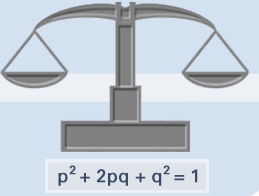 p² + 2pq + q² = 1